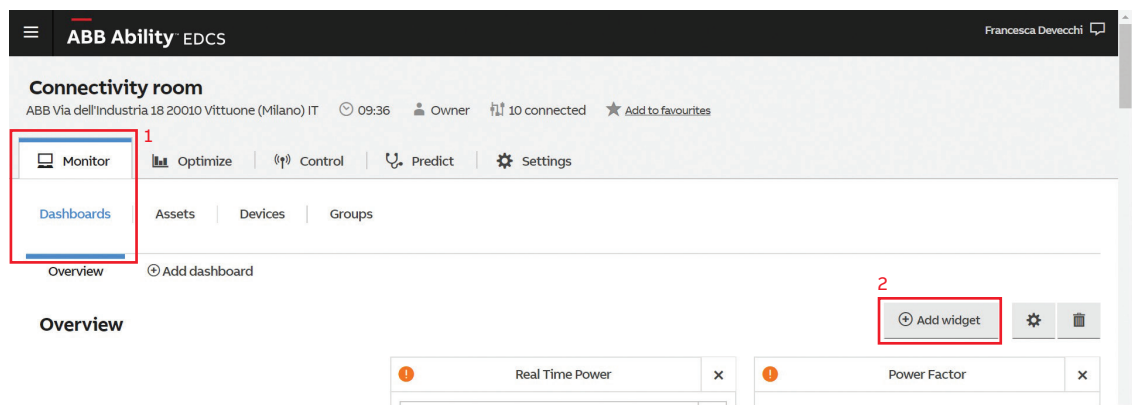 ABB Ability™ EDCS
Francesca Devecchi
Connectivity room
ABB Via dell'Industria 18 20010 Vittuone (Milano) IT 09:36 Owner 10 connected Add to favourites
1
Monitor Optimize Control Predict Settings
Dashboards Assets Devices Groups
Overview Add dashboard
2
Overview Add widget
Real Time Power Power Factor